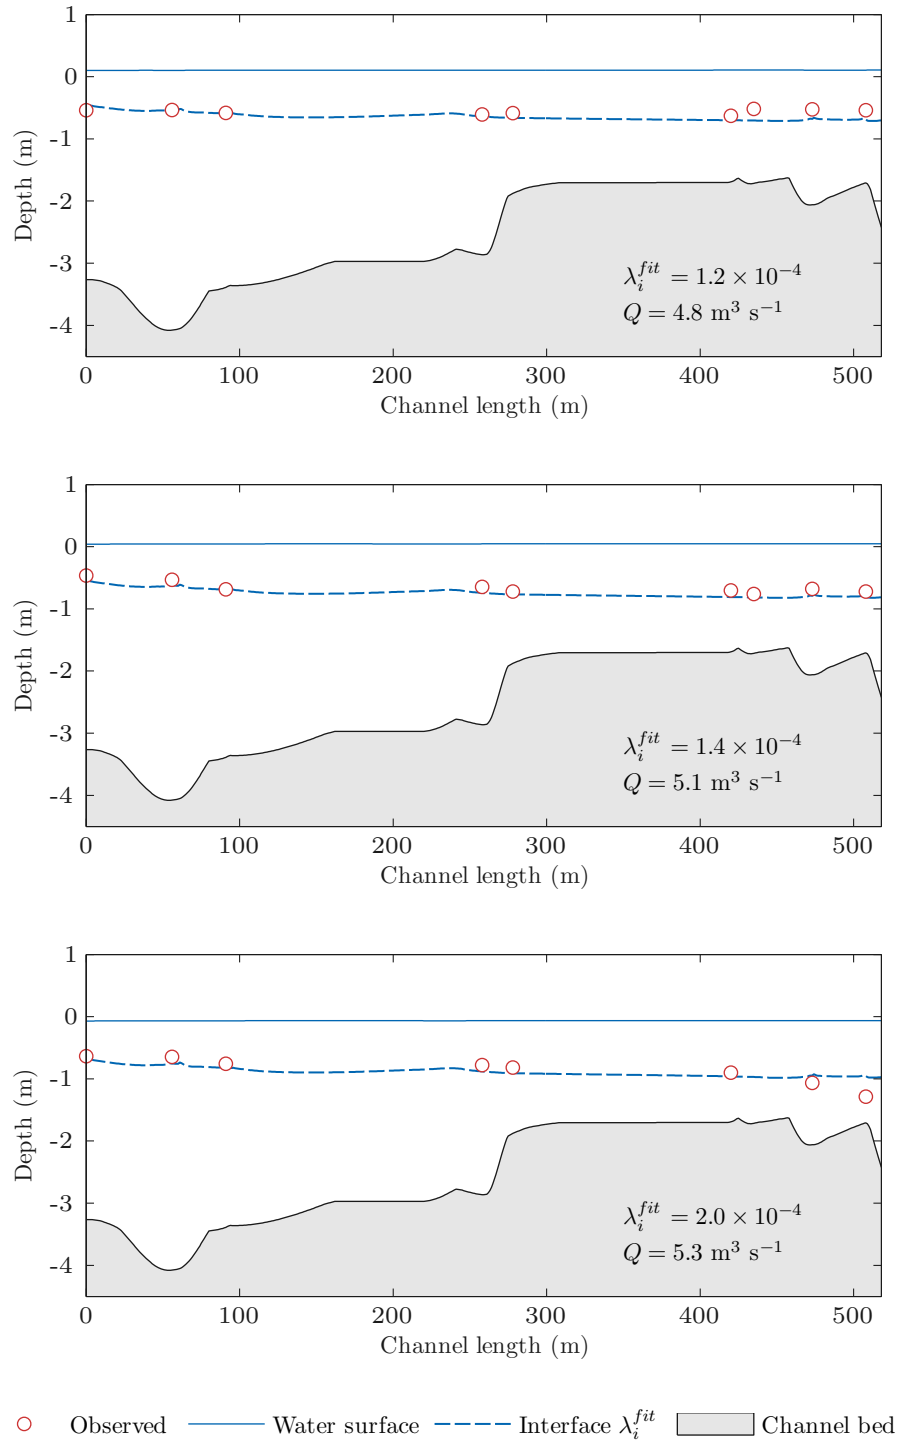 1
0
-1
-2
-3
-4
Depth (m)
λ_i^{fit} = 1.2 × 10^{−4}
Q = 4.8 m³ s^{−1}
0 100 200 300 400 500
Channel length (m)
1
0
-1
-2
-3
-4
Depth (m)
λ_i^{fit} = 1.4 × 10^{−4}
Q = 5.1 m³ s^{−1}
0 100 200 300 400 500
Channel length (m)
1
0
-1
-2
-3
-4
Depth (m)
λ_i^{fit} = 2.0 × 10^{−4}
Q = 5.3 m³ s^{−1}
0 100 200 300 400 500
Channel length (m)
Observed Water surface Interface λ_i^{fit} Channel bed